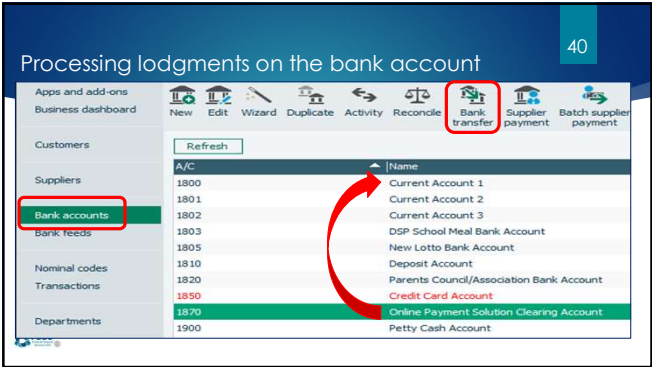 40
Processing lodgments on the bank account
Apps and add-ons
Business dashboard
Customers
Suppliers
Bank accounts
Bank feeds
Nominal codes
Transactions
Departments
New Edit Wizard Duplicate Activity Reconcile Bank transfer Supplier payment Batch supplier payment
Refresh
A/C Name
1800 Current Account 1
1801 Current Account 2
1802 Current Account 3
1803 DSP School Meal Bank Account
1805 New Lotto Bank Account
1810 Deposit Account
1820 Parents Council/Association Bank Account
1850 Credit Card Account
1870 Online Payment Solution Clearing Account
1900 Petty Cash Account